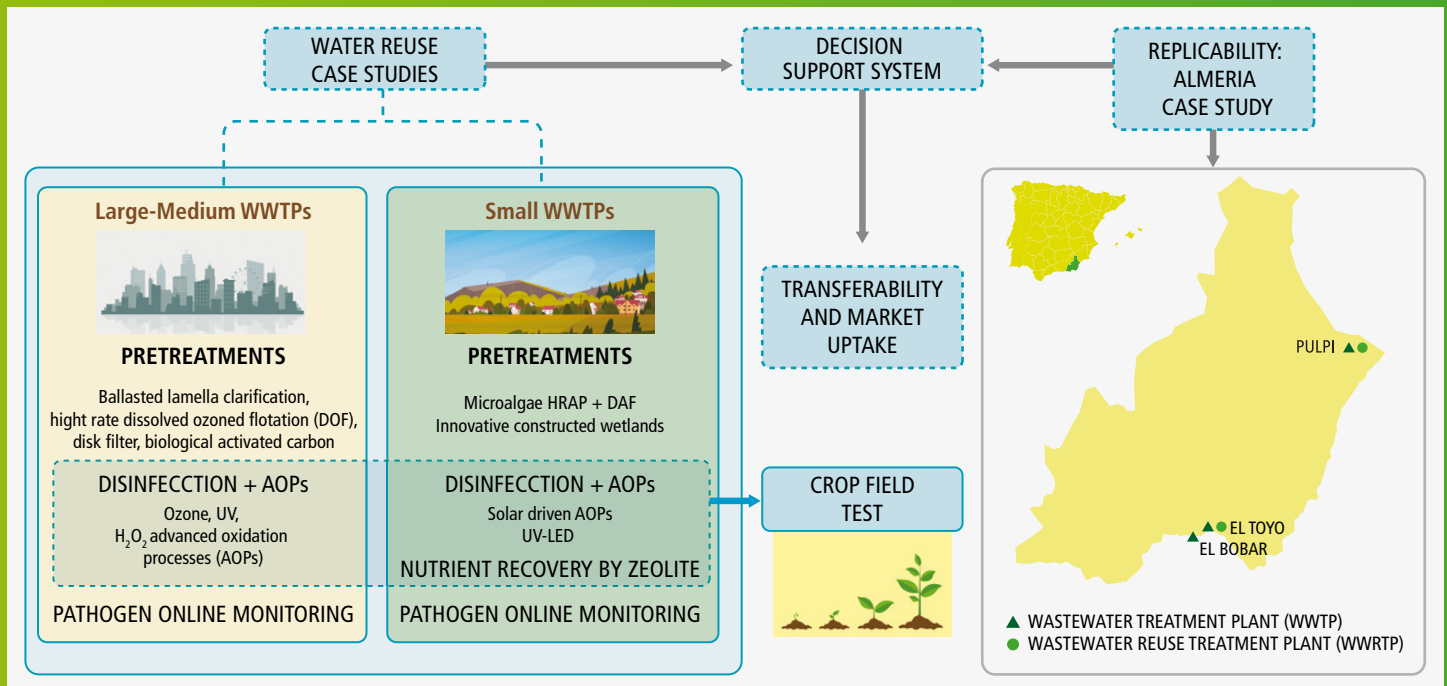 WATER REUSE
CASE STUDIES
DECISION
SUPPORT SYSTEM
REPLICABILITY:
ALMERIA
CASE STUDY
Large-Medium WWTPs
PRETREATMENTS
Ballasted lamella clarification,
hight rate dissolved ozoned flotation (DOF),
disk filter, biological activated carbon
DISINFECCTION + AOPs
Ozone, UV,
H₂O₂ advanced oxidation
processes (AOPs)
PATHOGEN ONLINE MONITORING
Small WWTPs
PRETREATMENTS
Microalgae HRAP + DAF
Innovative constructed wetlands
DISINFECCTION + AOPs
Solar driven AOPs
UV-LED
NUTRIENT RECOVERY BY ZEOLITE
PATHOGEN ONLINE MONITORING
TRANSFERABILITY
AND MARKET
UPTAKE
CROP FIELD
TEST
PULPI
EL TOYO
EL BOBAR
WASTEWATER TREATMENT PLANT (WWTP)
WASTEWATER REUSE TREATMENT PLANT (WWRTP)